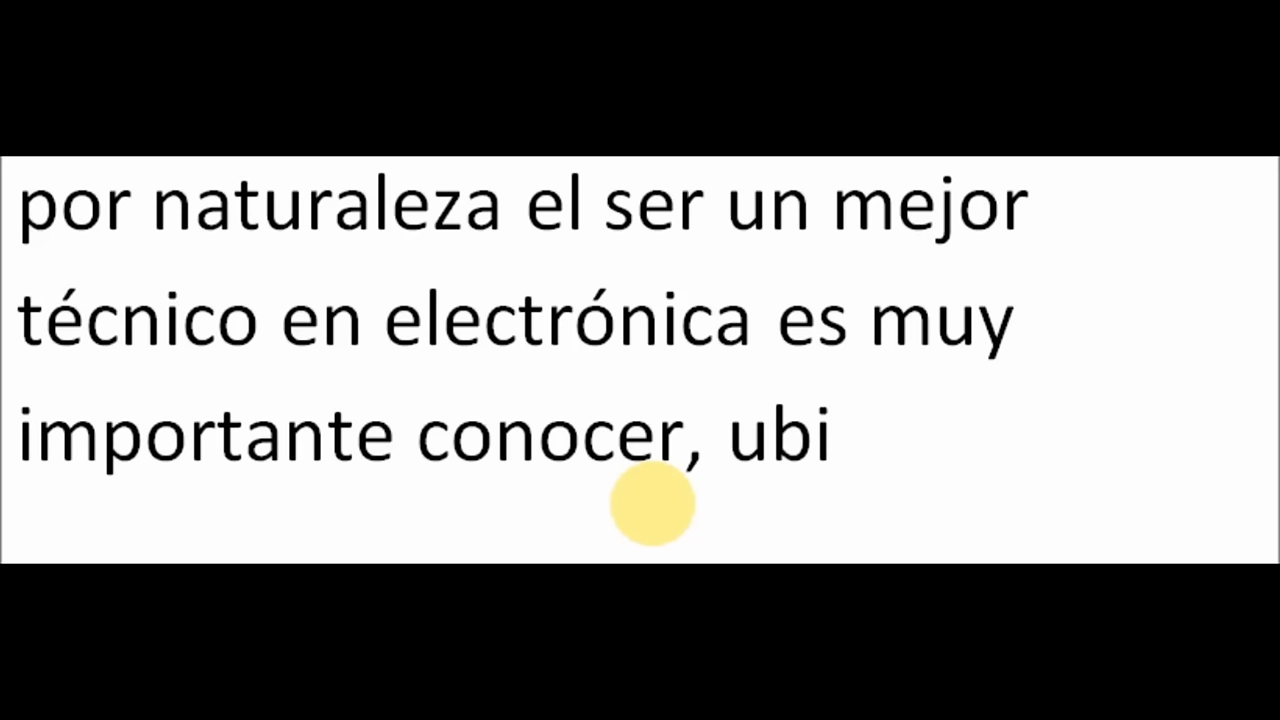 por naturaleza el ser un mejor
técnico en electrónica es muy
importante conocer, ubi